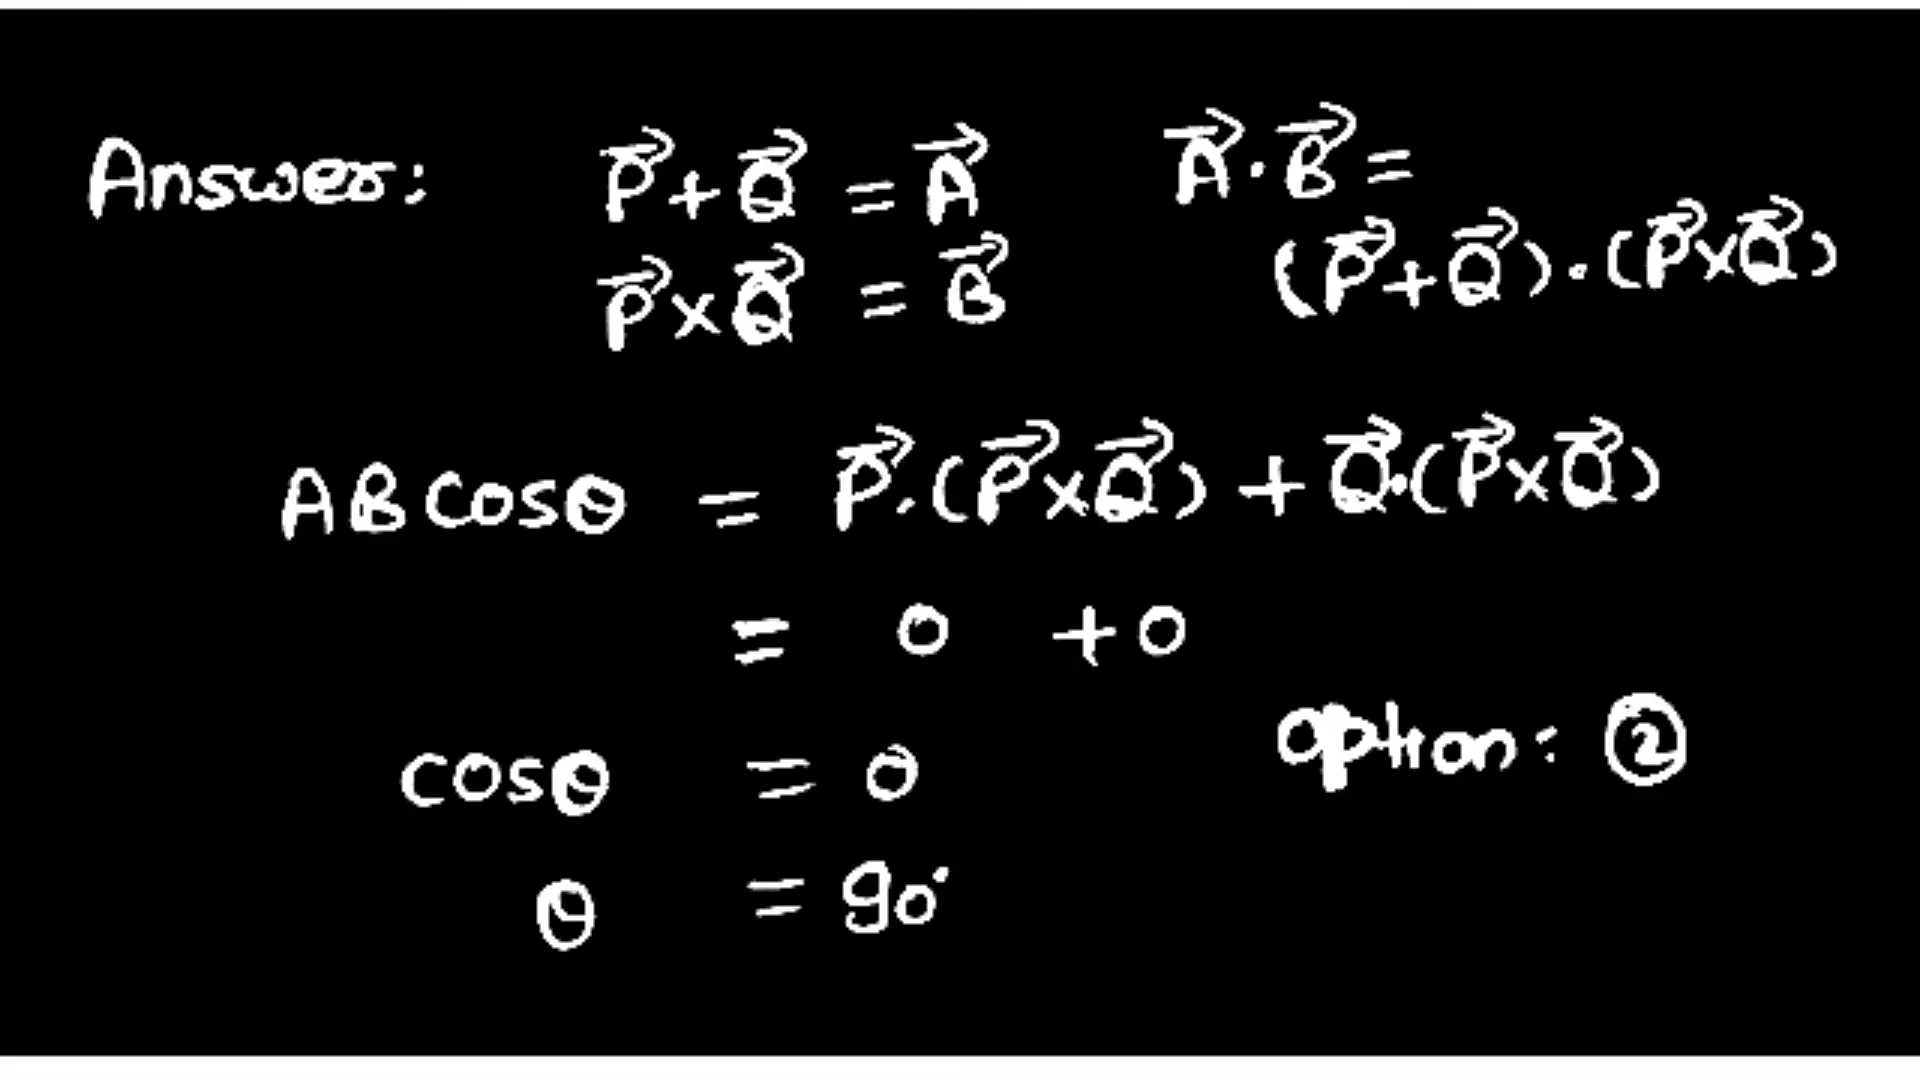 Answer: P⃗ + Q⃗ = A⃗ A⃗ · B⃗ =
P⃗ × Q⃗ = B⃗ (P⃗ + Q⃗) · (P⃗ × Q⃗)
AB cosθ = P⃗ · (P⃗ × Q⃗) + Q⃗ · (P⃗ × Q⃗)
= 0 + 0
cosθ = 0 option: ②
θ = 90°